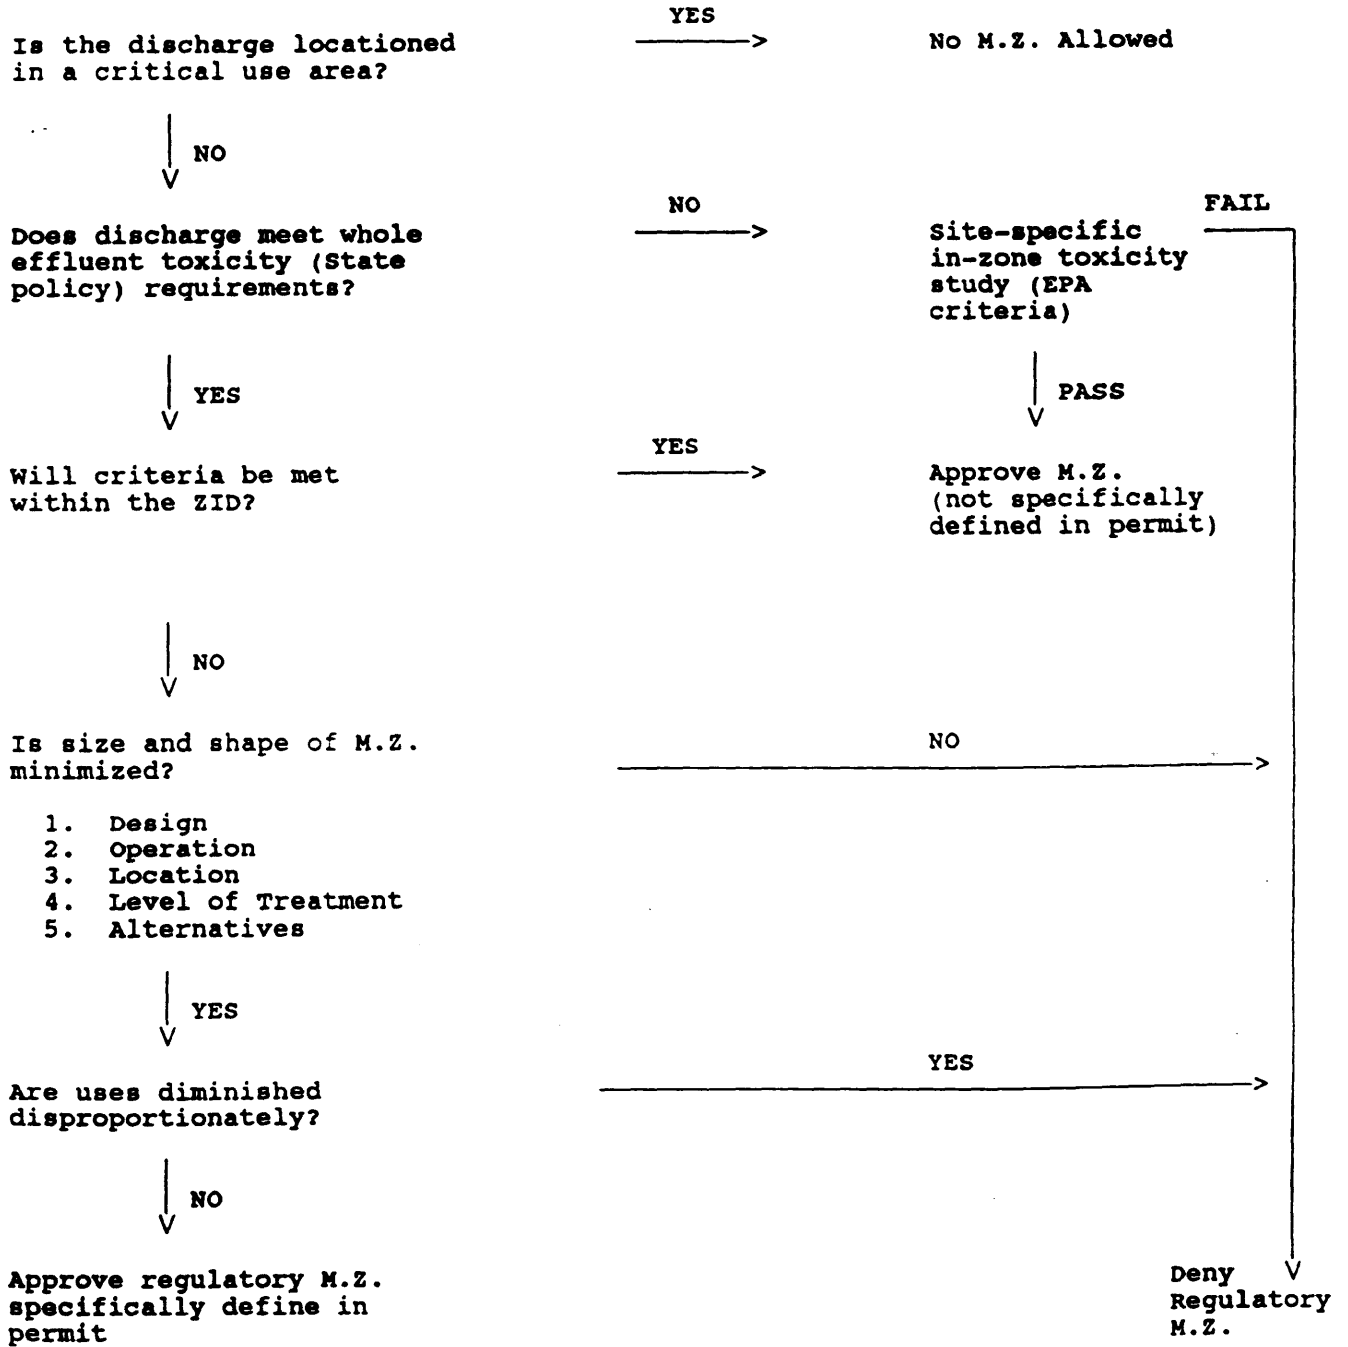 YES
Is the discharge locationed
in a critical use area?
No M.Z. Allowed
NO
Does discharge meet whole
effluent toxicity (State
policy) requirements?
NO
Site-specific
in-zone toxicity
study (EPA
criteria)
FAIL
YES
PASS
Will criteria be met
within the ZID?
YES
Approve M.Z.
(not specifically
defined in permit)
NO
Is size and shape of M.Z.
minimized?
NO
1. Design
2. Operation
3. Location
4. Level of Treatment
5. Alternatives
YES
Are uses diminished
disproportionately?
YES
NO
Approve regulatory M.Z.
specifically define in
permit
Deny
Regulatory
M.Z.